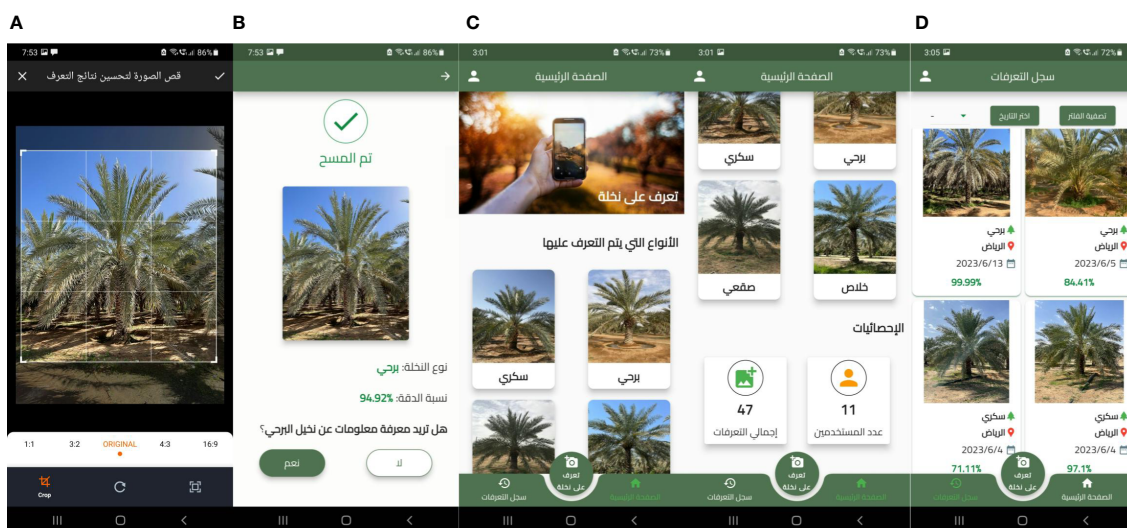 A
7:53
86%
قص الصورة لتحسين نتائج التعرف
1:1
3:2
ORIGINAL
4:3
16:9
Crop
B
7:53
86%
تم المسح
نوع النخلة: برحي
نسبة الدقة: 94.92%
هل تريد معرفة معلومات عن نخيل البرحي؟
نعم
لا
C
3:01
73%
الصفحة الرئيسية
تعرف على نخلة
الأنواع التي يتم التعرف عليها
برحي
سكري
الصفحة الرئيسية
تعرف
على نخلة
سجل التعرفات
3:01
73%
الصفحة الرئيسية
برحي
سكري
خلاص
صقعي
الإحصائيات
11
عدد المستخدمين
47
إجمالي التعرفات
الصفحة الرئيسية
تعرف
على نخلة
سجل التعرفات
D
3:05
72%
سجل التعرفات
تصفية الفلتر
اختر التاريخ
-
برحي
الرياض
2023/6/5
84.41%
برحي
الرياض
2023/6/13
99.99%
سكري
الرياض
2023/6/4
97.1%
سكري
الرياض
2023/6/4
71.11%
الصفحة الرئيسية
تعرف
على نخلة
سجل التعرفات